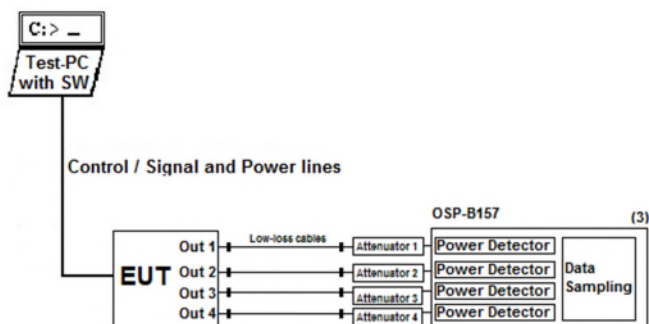 C:> _
Test-PC
with SW
Control / Signal and Power lines
OSP-B157
(3)
EUT
Out 1
Low-loss cables
Attenuator 1
Power Detector
Out 2
Attenuator 2
Power Detector
Out 3
Attenuator 3
Power Detector
Out 4
Attenuator 4
Power Detector
Data
Sampling